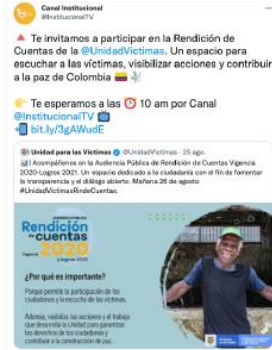 Canal Institucional
@InstitucionalTV
🔺 Te invitamos a participar en la Rendición de
Cuentas de la @UnidadVictimas. Un espacio para
escuchar a las víctimas, visibilizar acciones y contribuir
a la paz de Colombia 🇨🇴 🕊
👉 Te esperamos a las ⏰ 10 am por Canal
@InstitucionalTV 📺
📲 bit.ly/3gAWudE
Unidad para las Víctimas @UnidadVictimas · 25 ago.
📊| Acompáñenos en la Audiencia Pública de Rendición de Cuentas Vigencia
2020-Logros 2021. Un espacio dedicado a la ciudadanía con el fin de fomentar
la transparencia y el diálogo abierto. Mañana 26 de agosto
#UnidadVictimasRindeCuentas.
Rendición
de cuentas
Vigencia 2020
y logros 2021
¿Por qué es importante?
Porque permite la participación de los
ciudadanos y la escucha de las víctimas.
Además, visibiliza las acciones y el trabajo
que desarrolla la Unidad para garantizar
los derechos de los ciudadanos y
contribuir a la construcción de paz.